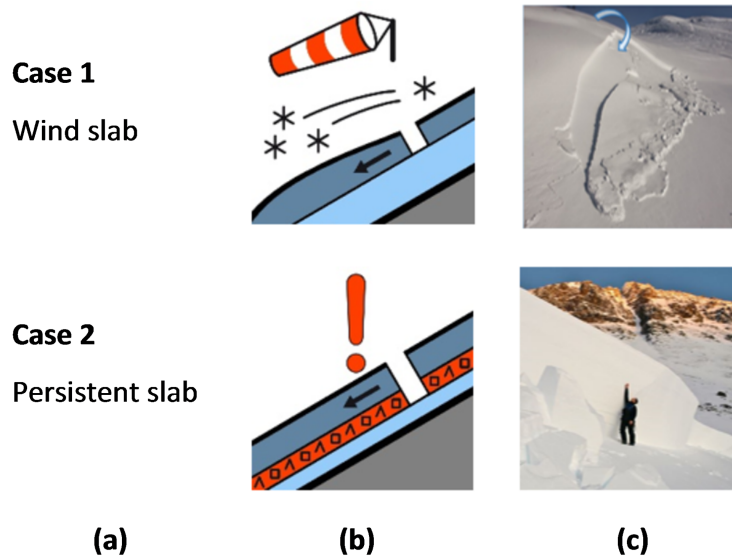 Case 1
Wind slab
Case 2
Persistent slab
(a) (b) (c)